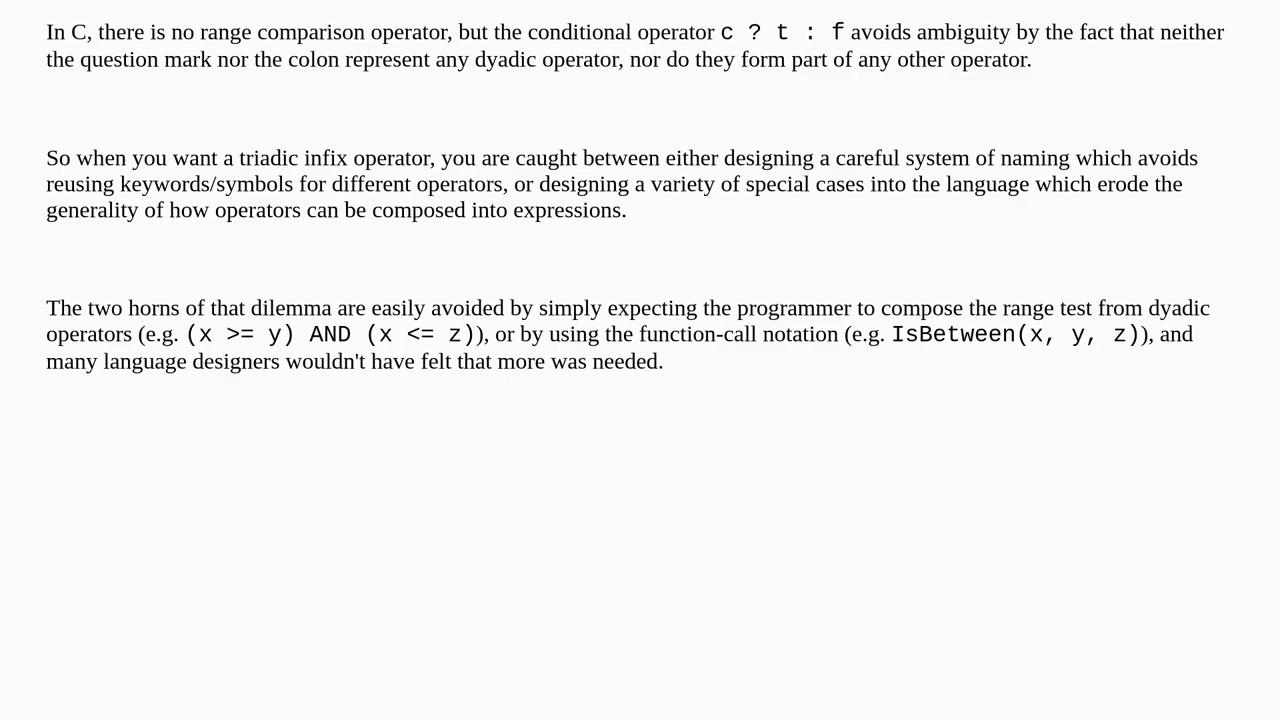 In C, there is no range comparison operator, but the conditional operator c ? t : f avoids ambiguity by the fact that neither
the question mark nor the colon represent any dyadic operator, nor do they form part of any other operator.
So when you want a triadic infix operator, you are caught between either designing a careful system of naming which avoids
reusing keywords/symbols for different operators, or designing a variety of special cases into the language which erode the
generality of how operators can be composed into expressions.
The two horns of that dilemma are easily avoided by simply expecting the programmer to compose the range test from dyadic
operators (e.g. (x >= y) AND (x <= z)), or by using the function-call notation (e.g. IsBetween(x, y, z)), and
many language designers wouldn't have felt that more was needed.